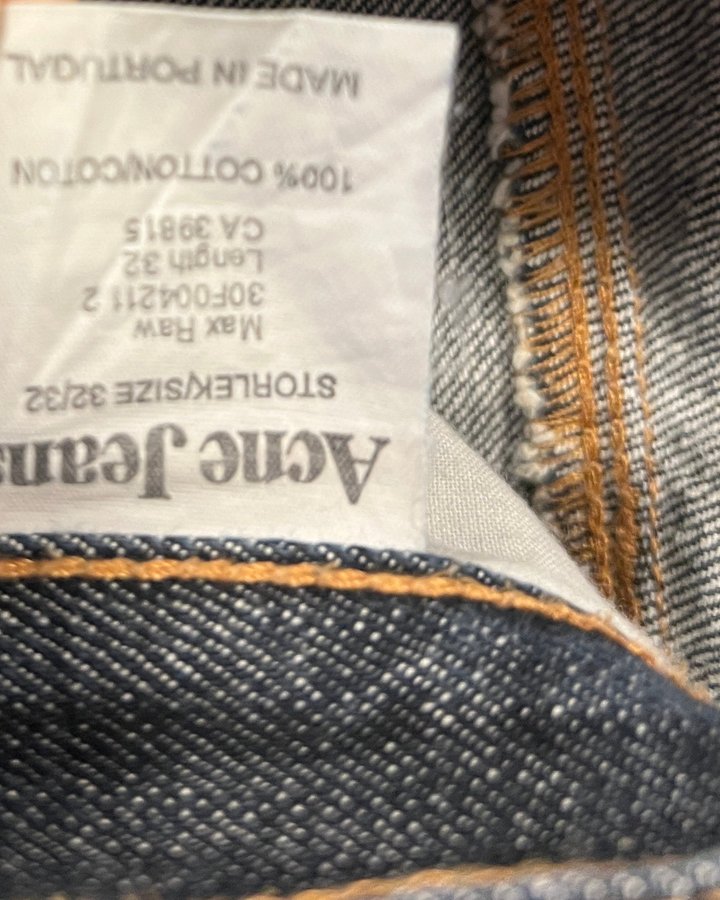 Acne Jeans
STORLEK/SIZE 32/32
Max Raw
30F004211 2
Length 32
CA 39815
100% COTTON/COTON
MADE IN PORTUGAL